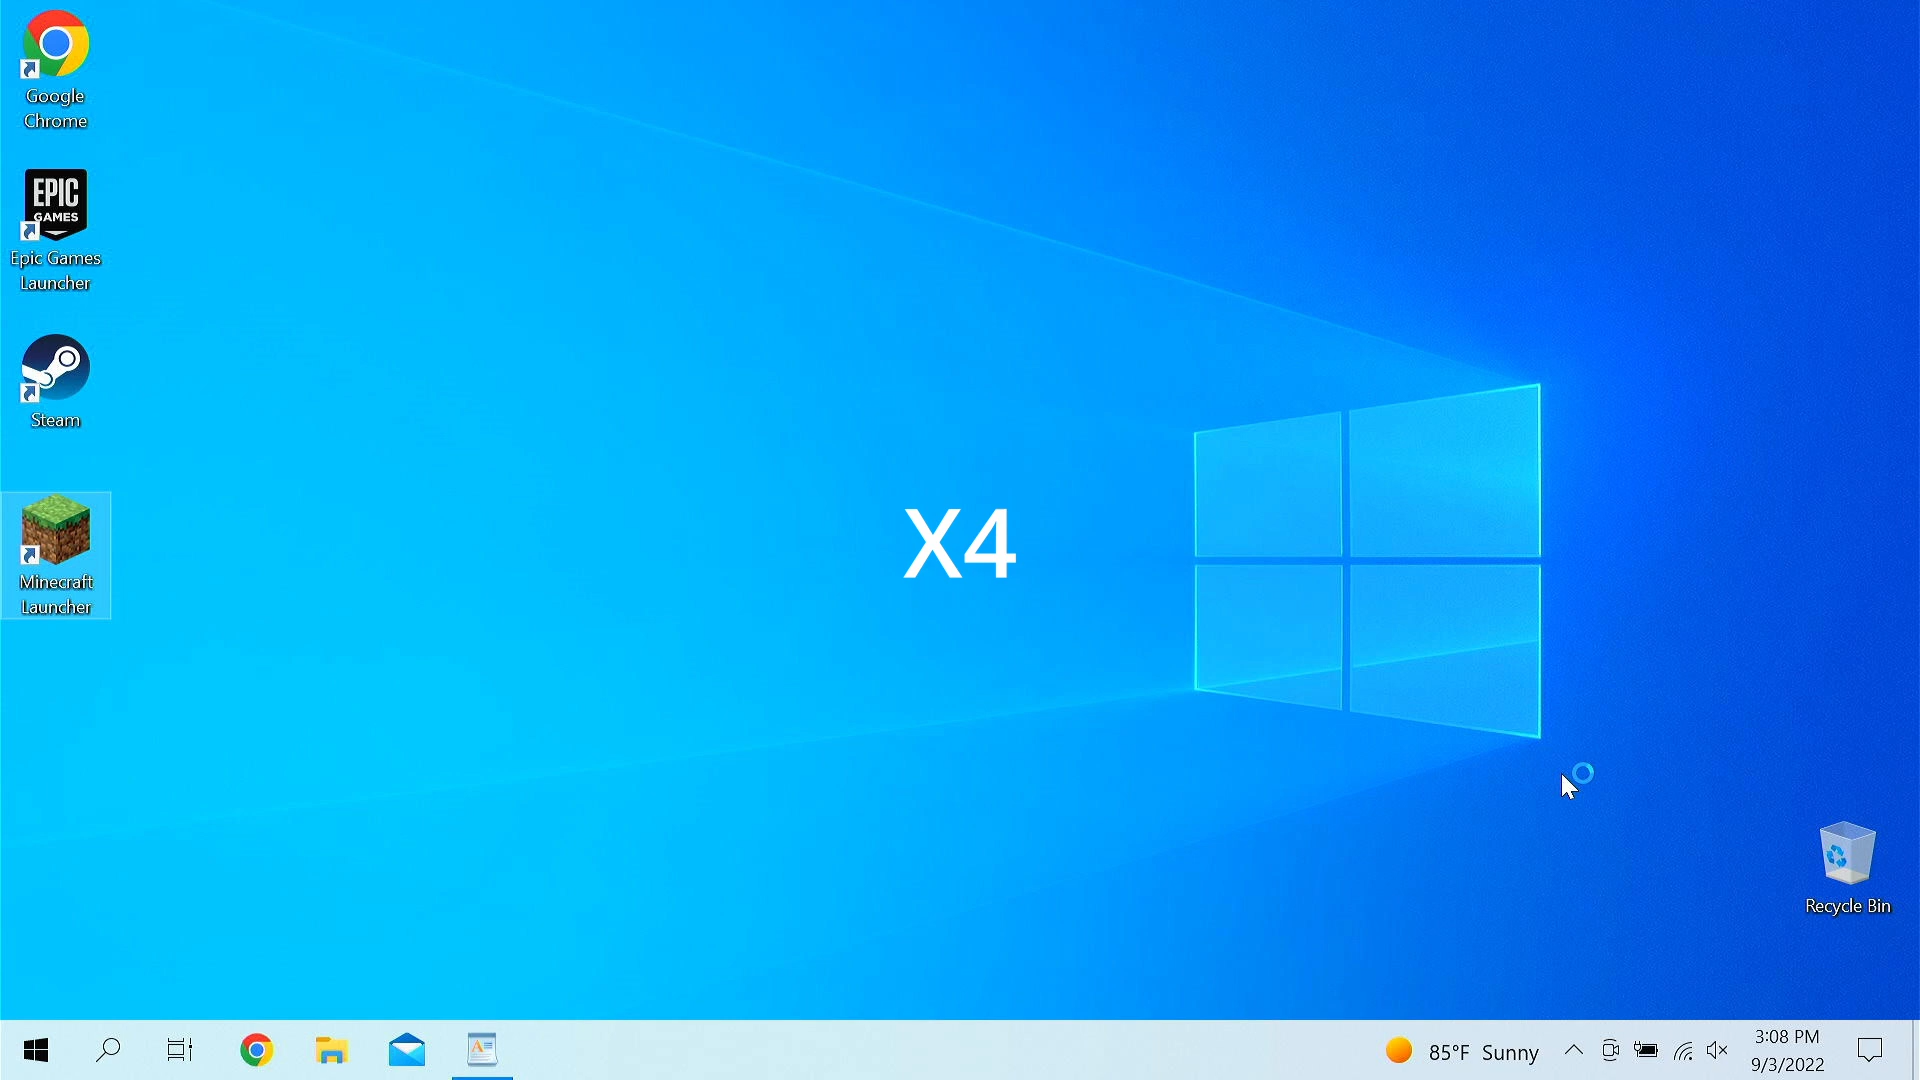 Google
Chrome
EPIC
GAMES
Epic Games
Launcher
Steam
Minecraft
Launcher
X4
Recycle Bin
A
85°F Sunny
3:08 PM
9/3/2022